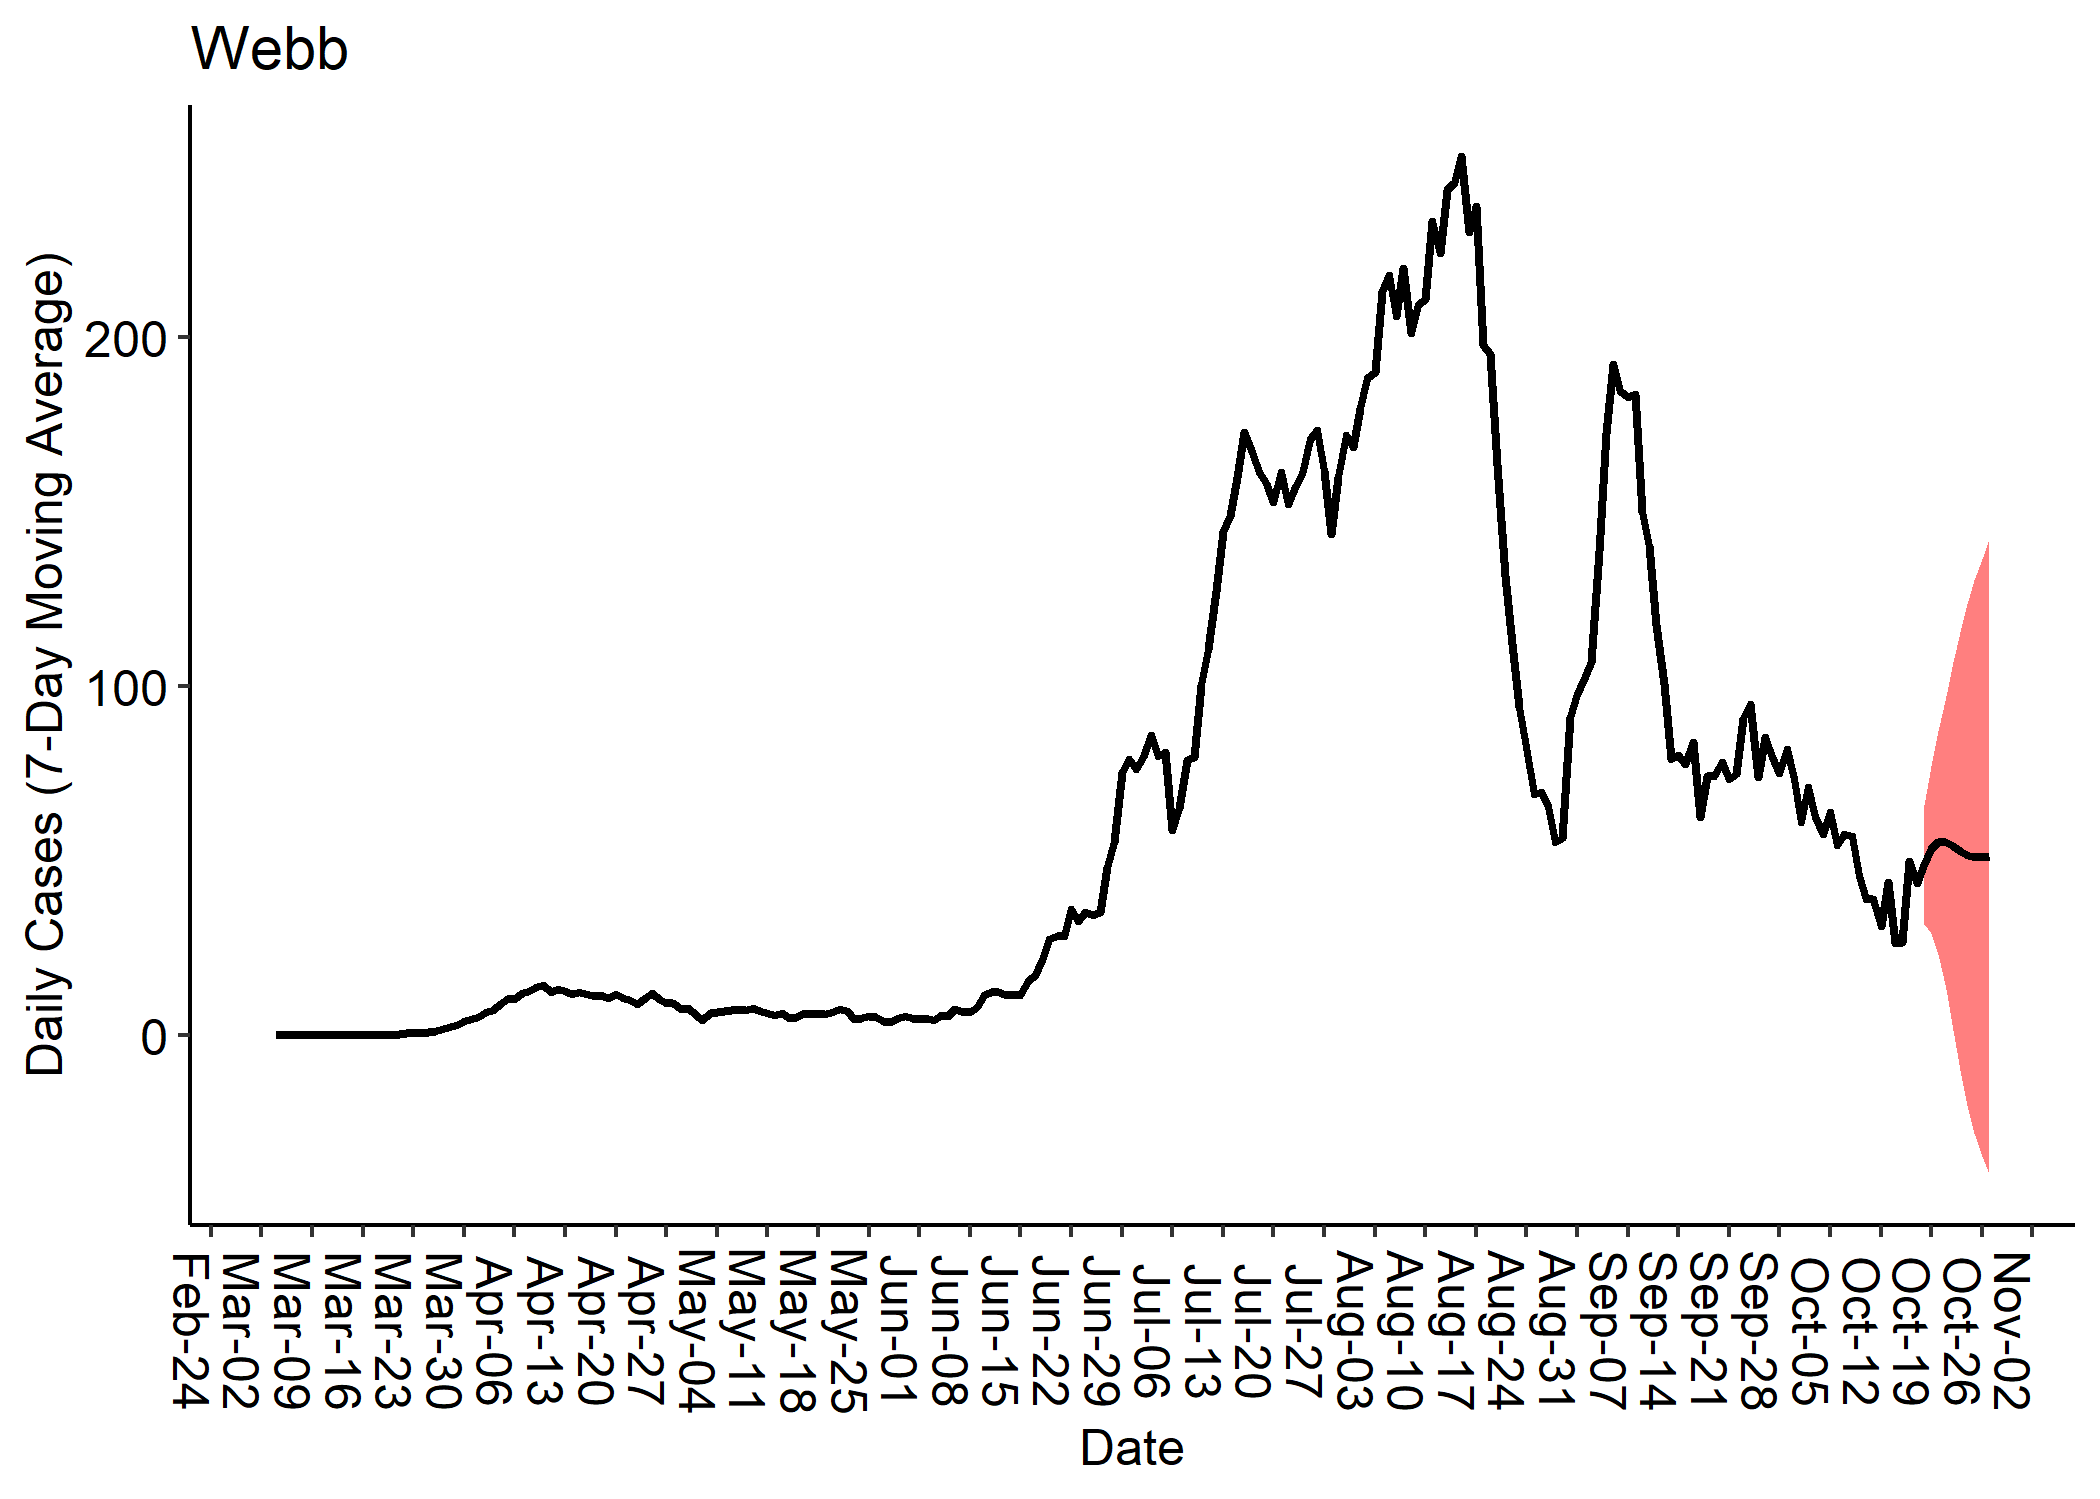 Webb
Daily Cases (7-Day Moving Average)
200
100
0
Feb-24
Mar-02
Mar-09
Mar-16
Mar-23
Mar-30
Apr-06
Apr-13
Apr-20
Apr-27
May-04
May-11
May-18
May-25
Jun-01
Jun-08
Jun-15
Jun-22
Jun-29
Jul-06
Jul-13
Jul-20
Jul-27
Aug-03
Aug-10
Aug-17
Aug-24
Aug-31
Sep-07
Sep-14
Sep-21
Sep-28
Oct-05
Oct-12
Oct-19
Oct-26
Nov-02
Date